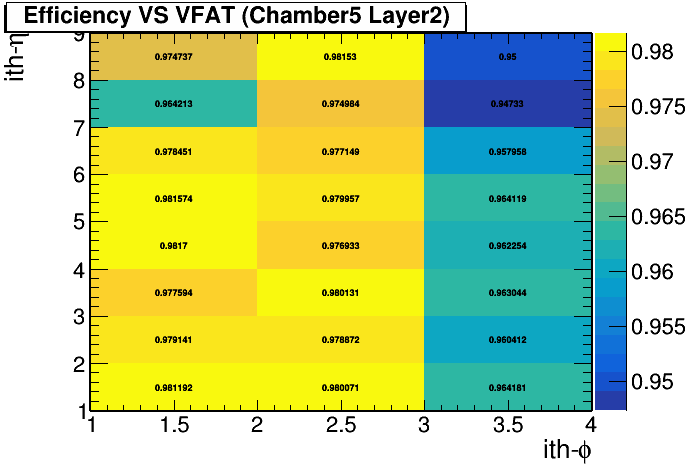 Efficiency VS VFAT (Chamber5 Layer2)
ith-η
9
8
7
6
5
4
3
2
1
0.974737 0.98153 0.95
0.964213 0.974984 0.94733
0.978451 0.977149 0.957958
0.981574 0.979957 0.964119
0.9817 0.976933 0.962254
0.977594 0.980131 0.963044
0.979141 0.978872 0.960412
0.981192 0.980071 0.964181
1 1.5 2 2.5 3 3.5 4
ith-ϕ
0.98
0.975
0.97
0.965
0.96
0.955
0.95